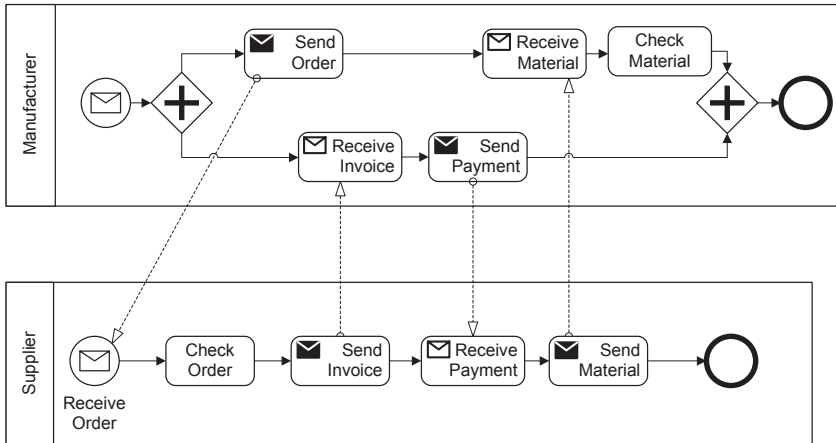 Manufacturer
Send
Order
Receive
Material
Check
Material
Receive
Invoice
Send
Payment
Supplier
Receive
Order
Check
Order
Send
Invoice
Receive
Payment
Send
Material